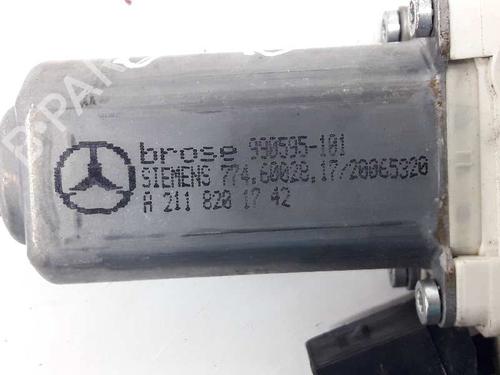 brose 990595-101
SIEMENS 774.60028.17/20065320
A 211 820 17 42